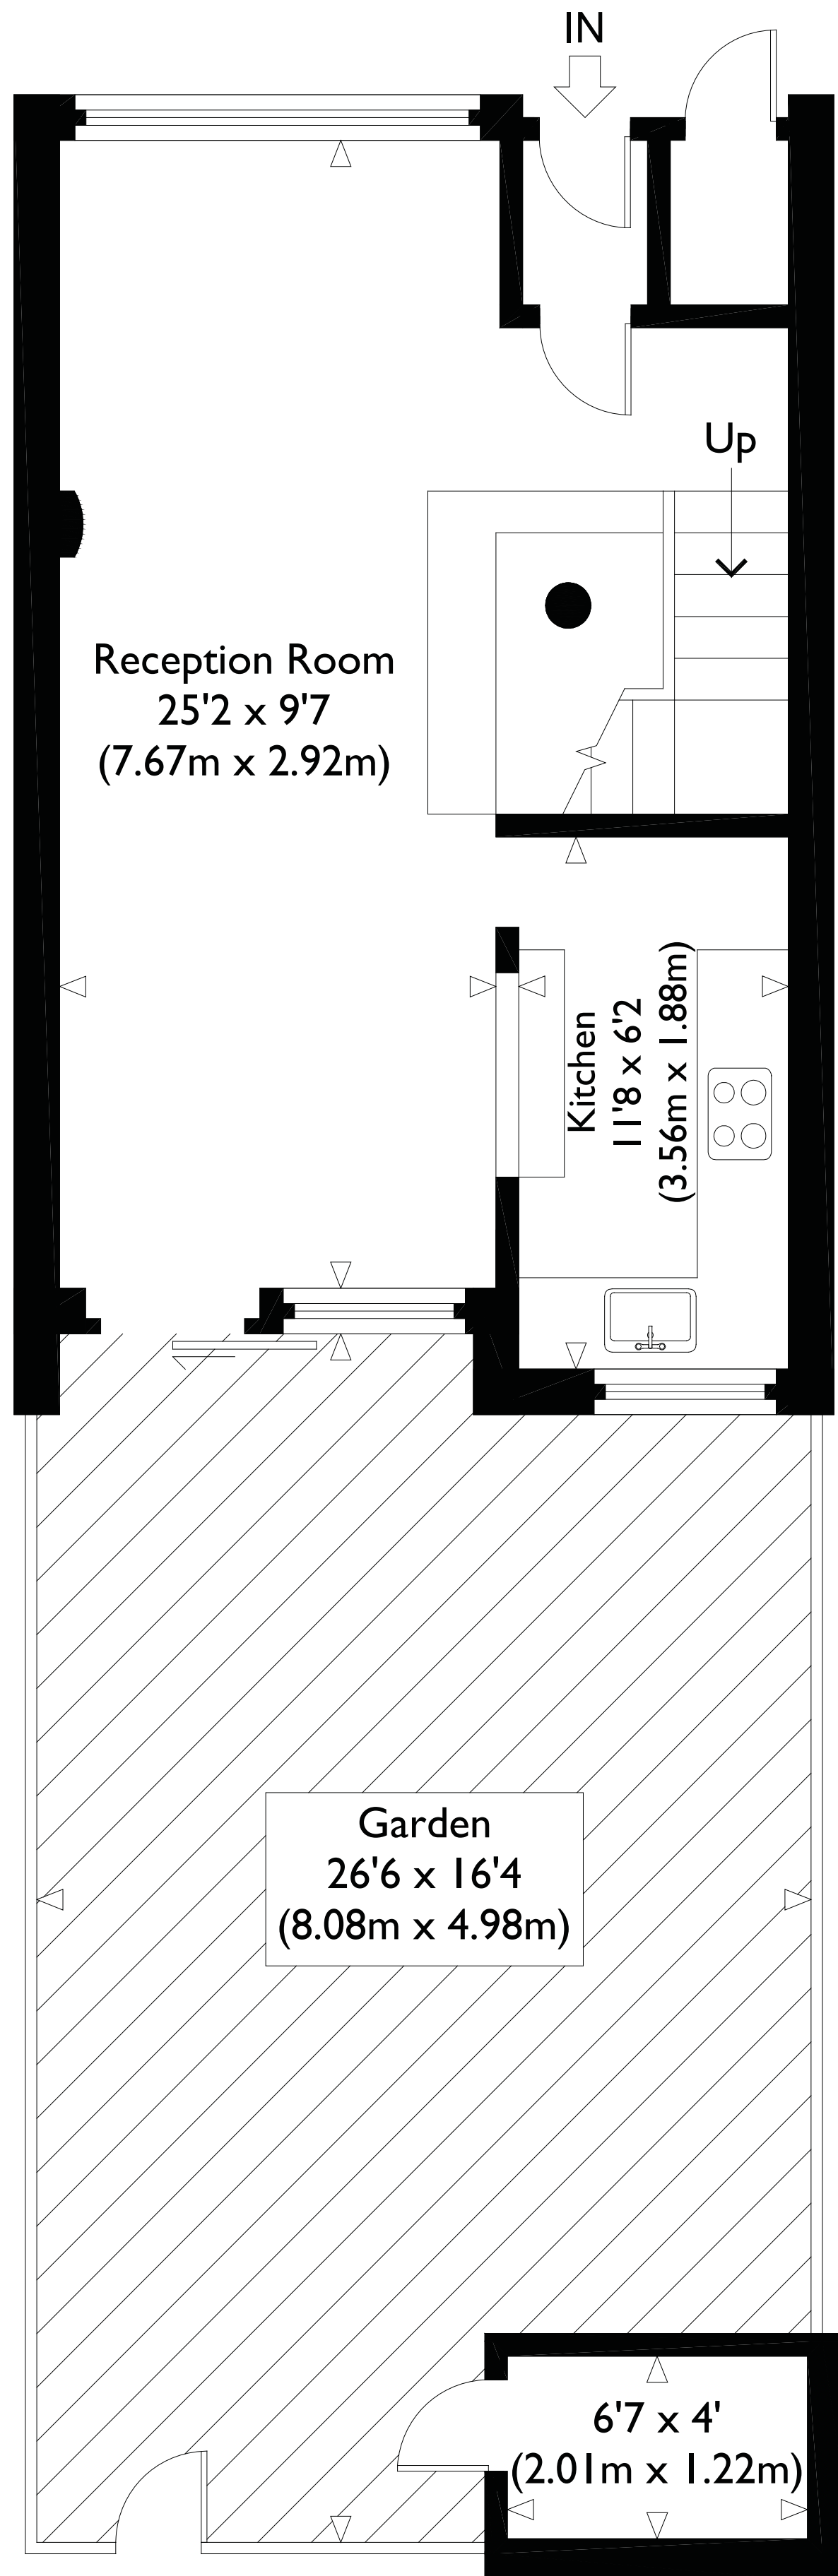 IN
Up
Reception Room
25'2 x 9'7
(7.67m x 2.92m)
Kitchen
11'8 x 6'2
(3.56m x 1.88m)
Garden
26'6 x 16'4
(8.08m x 4.98m)
6'7 x 4'
(2.01m x 1.22m)